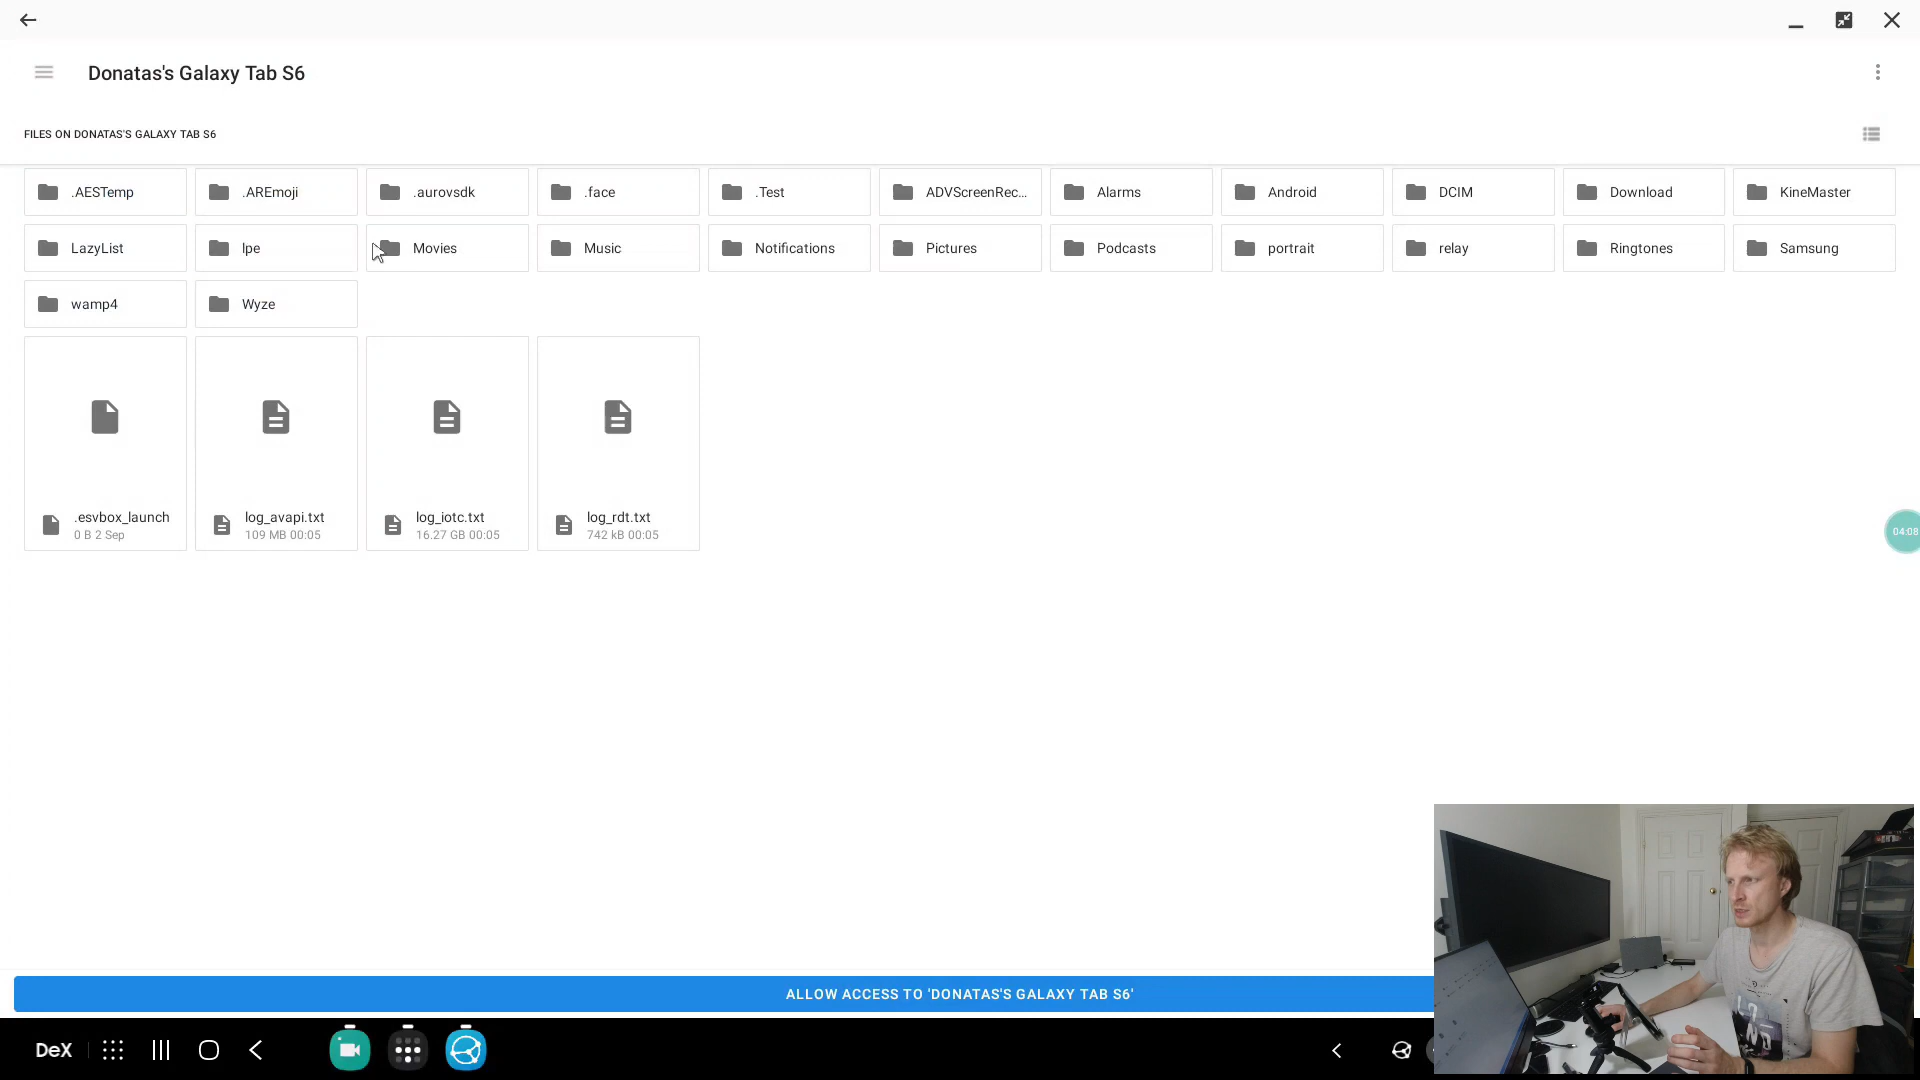 Donatas's Galaxy Tab S6
FILES ON DONATAS'S GALAXY TAB S6
.AESTemp
.AREmoji
.aurovsdk
.face
.Test
ADVScreenRec...
Alarms
Android
DCIM
Download
KineMaster
LazyList
lpe
Movies
Music
Notifications
Pictures
Podcasts
portrait
relay
Ringtones
Samsung
wamp4
Wyze
.esvbox_launch
0 B 2 Sep
log_avapi.txt
109 MB 00:05
log_iotc.txt
16.27 GB 00:05
log_rdt.txt
742 kB 00:05
04:08
ALLOW ACCESS TO 'DONATAS'S GALAXY TAB S6'
DeX